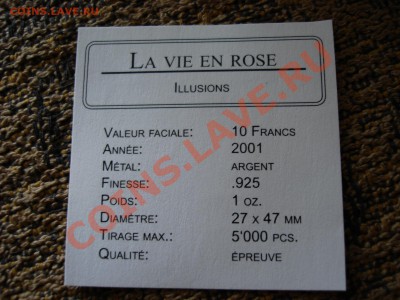 COINS.LAVE.RU
LA VIE EN ROSE
ILLUSIONS
VALEUR FACIALE: 10 FRANCS
ANNÉE: 2001
MÉTAL: ARGENT
FINESSE: .925
POIDS: 1 OZ.
DIAMÉTRE: 27 X 47 MM
TIRAGE MAX.: 5'000 PCS.
QUALITÉ: ÉPREUVE
COINS.LAVE.RU
COINS.LAVE.RU